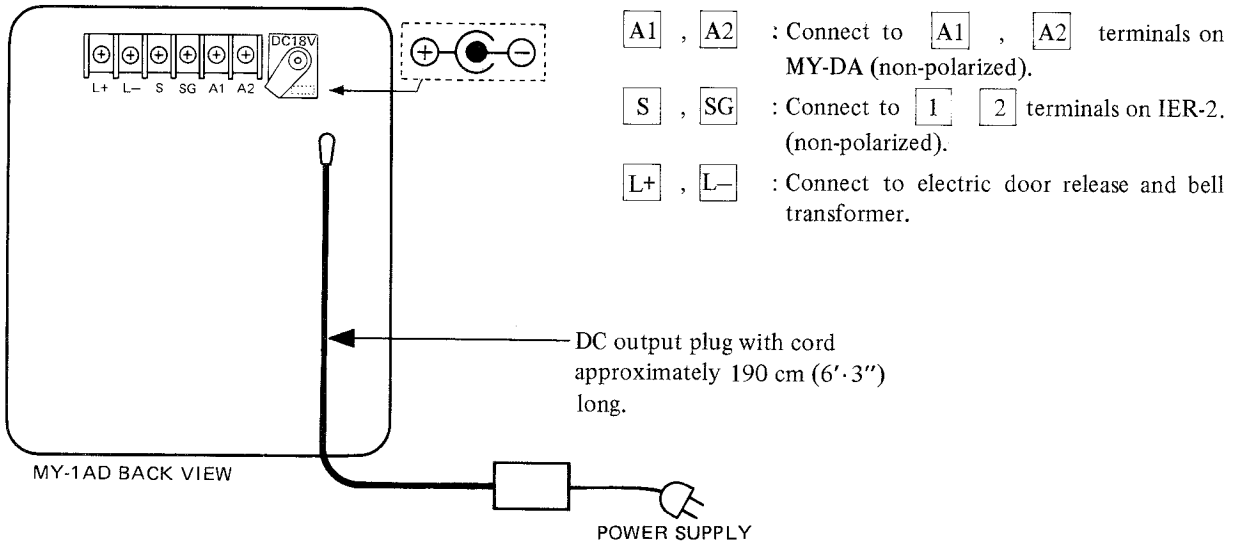 DC18V
L+ L− S SG A1 A2
A1 , A2 : Connect to A1 , A2 terminals on
MY-DA (non-polarized).
S , SG : Connect to 1 2 terminals on IER-2.
(non-polarized).
L+ , L− : Connect to electric door release and bell
transformer.
DC output plug with cord
approximately 190 cm (6'·3'')
long.
MY-1AD BACK VIEW
POWER SUPPLY